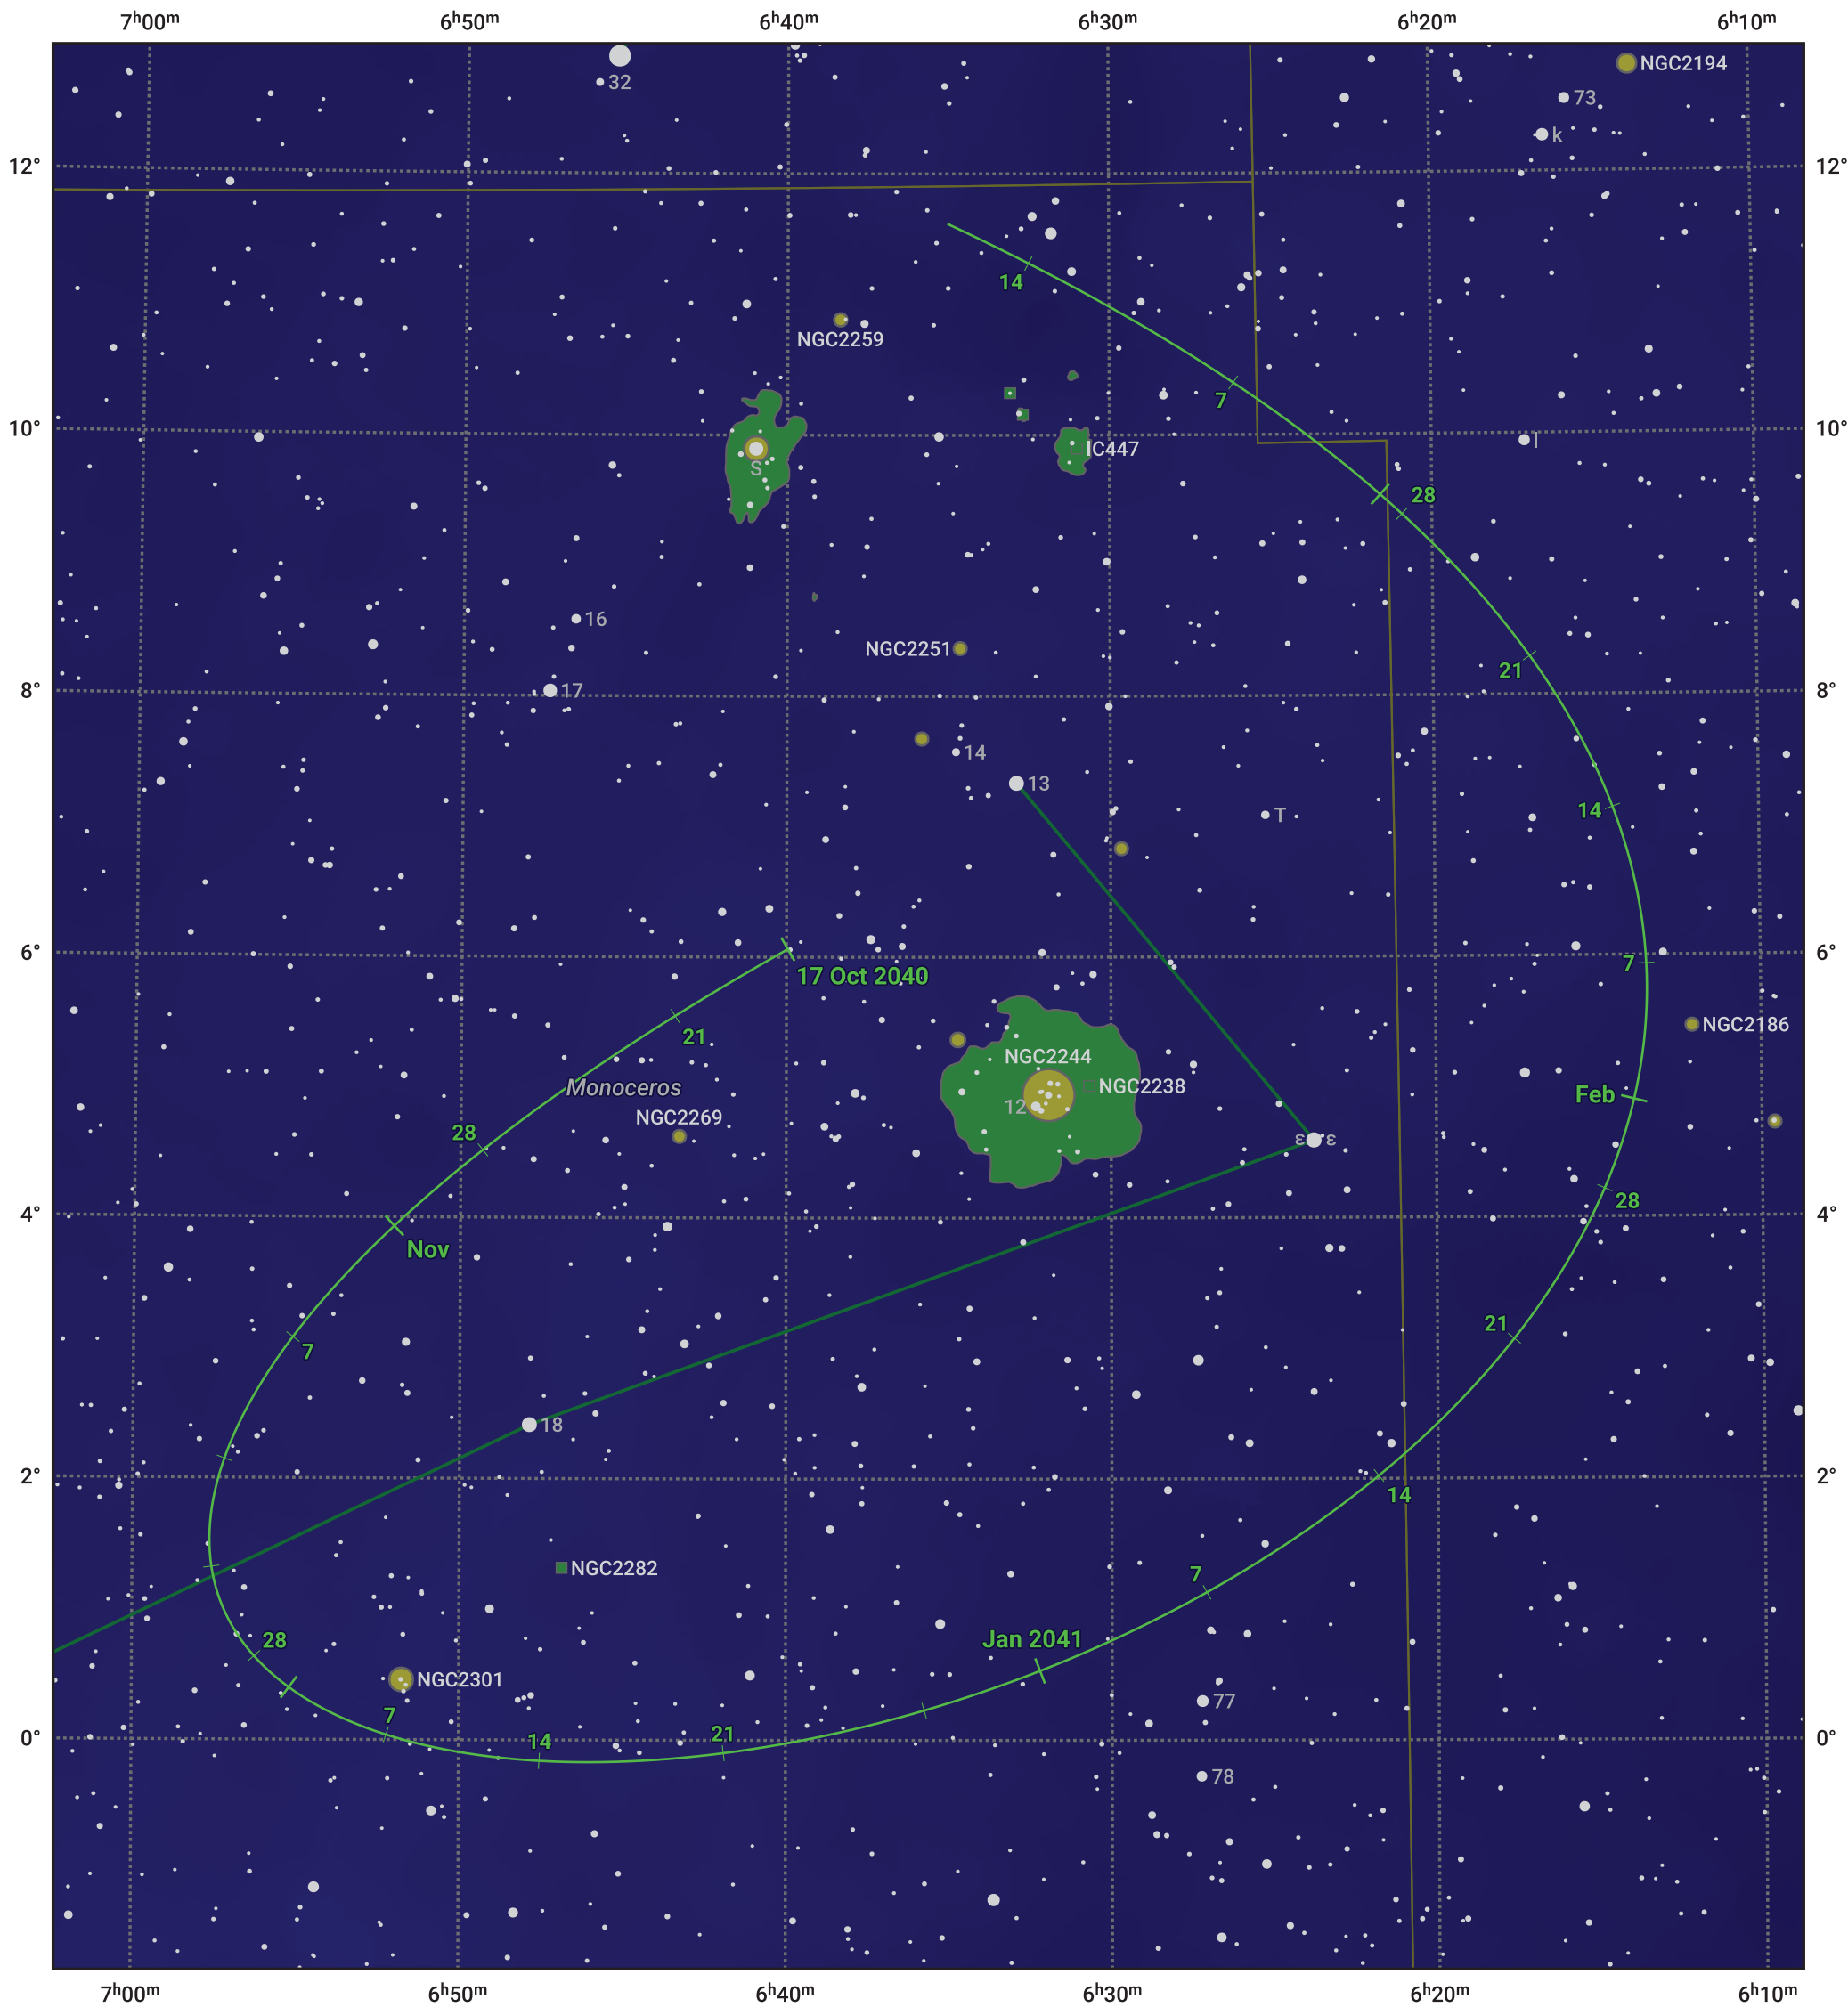 7h00m 6h50m 6h40m 6h30m 6h20m 6h10m
32
NGC2194
73
k
12° 12°
14
NGC2259
7
10° 10°
l
IC447
S
28
16
NGC2251
21
8° 8°
17
14
13
14
T
6° 6°
7
17 Oct 2040
NGC2186
21
NGC2244
Monoceros
NGC2238
Feb
12
NGC2269
28
ε ε
28
4° 4°
Nov
21
7
18
2° 2°
14
NGC2282
7
28
Jan 2041
NGC2301
77
7
21
14
0° 0°
78
7h00m 6h50m 6h40m 6h30m 6h20m 6h10m